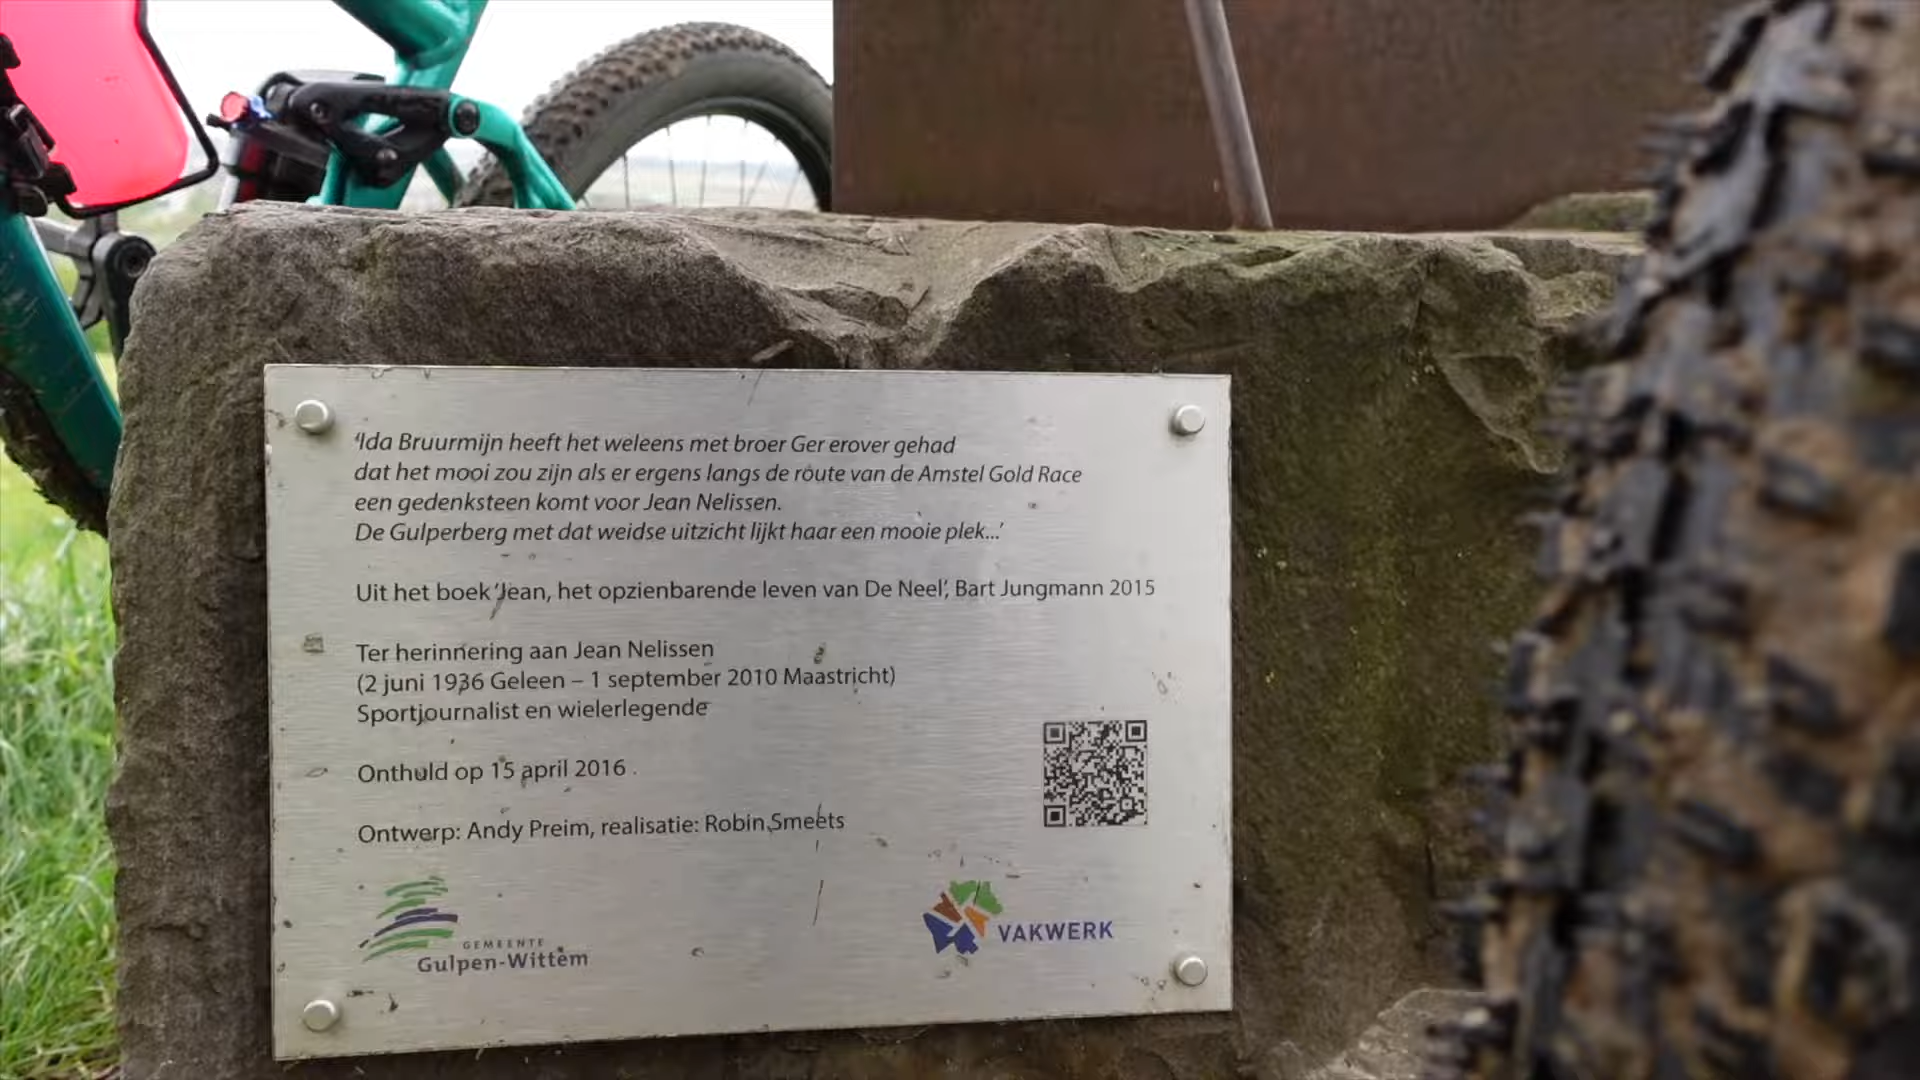 ‘Ida Bruurmijn heeft het weleens met broer Ger erover gehad
dat het mooi zou zijn als er ergens langs de route van de Amstel Gold Race
een gedenksteen komt voor Jean Nelissen.
De Gulperberg met dat weidse uitzicht lijkt haar een mooie plek...’
Uit het boek ‘Jean, het opzienbarende leven van De Neel’, Bart Jungmann 2015
Ter herinnering aan Jean Nelissen
(2 juni 1936 Geleen – 1 september 2010 Maastricht)
Sportjournalist en wielerlegende
Onthuld op 15 april 2016
Ontwerp: Andy Preim, realisatie: Robin Smeets
GEMEENTE
Gulpen-Wittem
VAKWERK